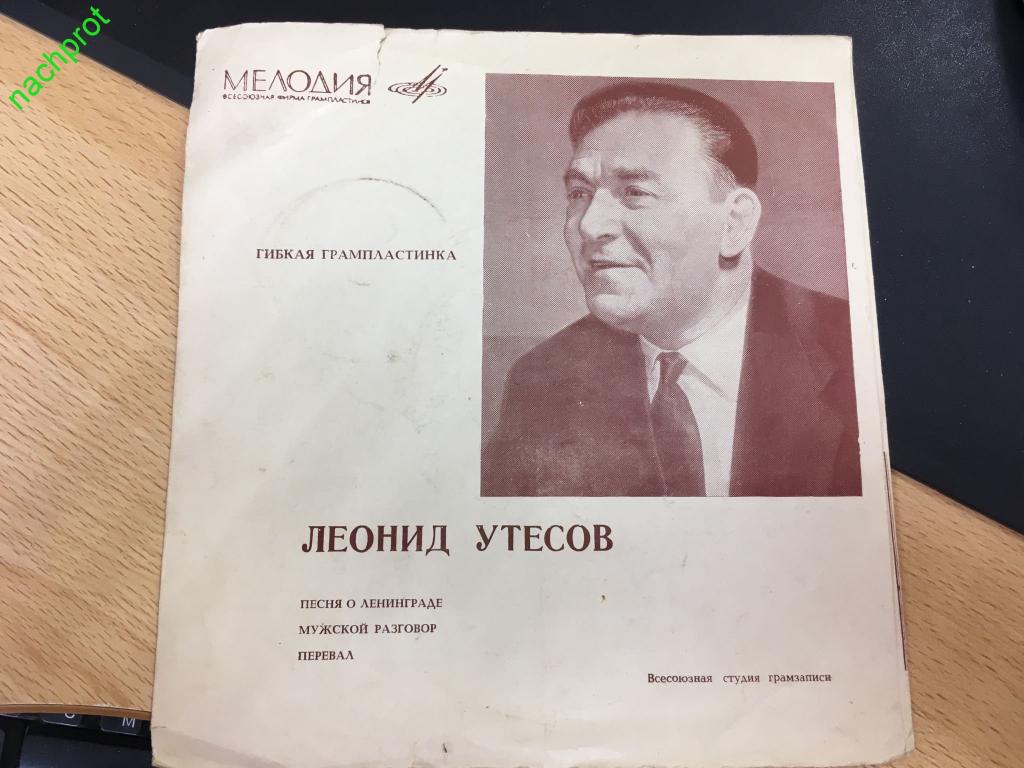 nachprot
МЕЛОДИЯ
ВСЕСОЮЗНАЯ ФИРМА ГРАМПЛАСТИНОК
ГИБКАЯ ГРАМПЛАСТИНКА
ЛЕОНИД УТЕСОВ
ПЕСНЯ О ЛЕНИНГРАДЕ
МУЖСКОЙ РАЗГОВОР
ПЕРЕВАЛ
Всесоюзная студия грамзаписи
М